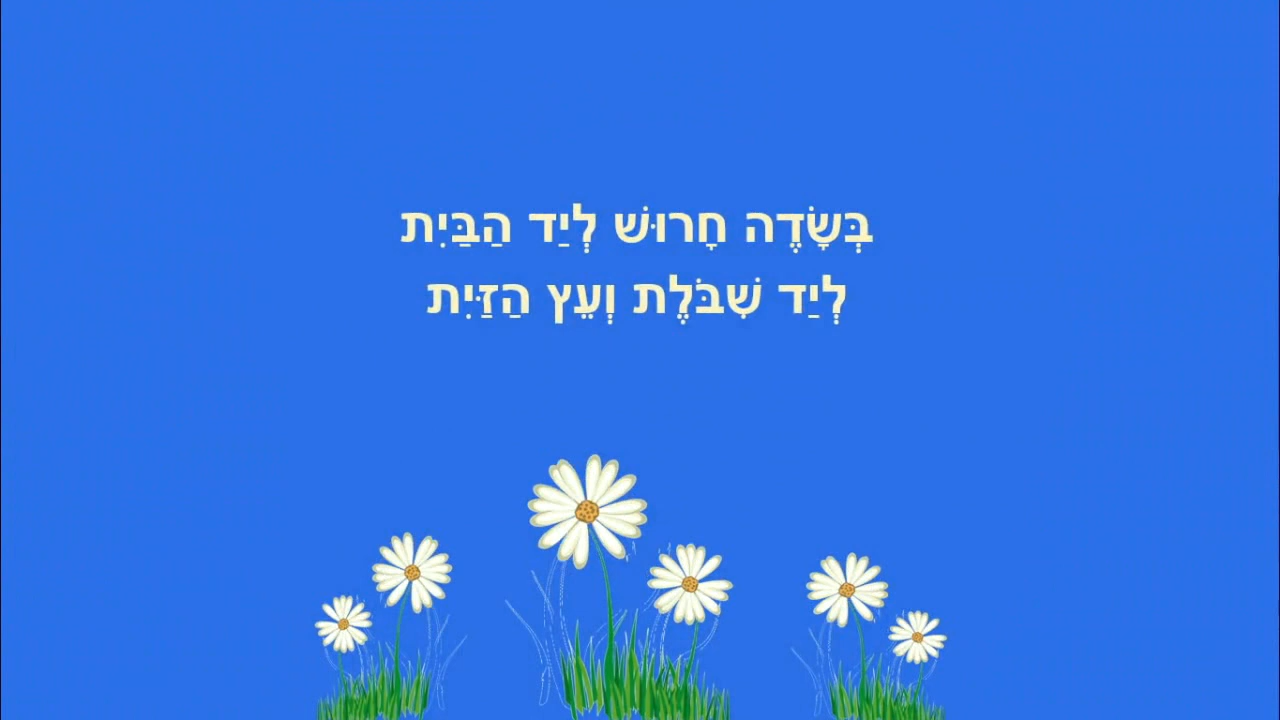 בְּשָׂדֶה חָרוּשׁ לְיַד הַבַּיִת
לְיַד שִׁבֹּלֶת וְעֵץ הַזַּיִת